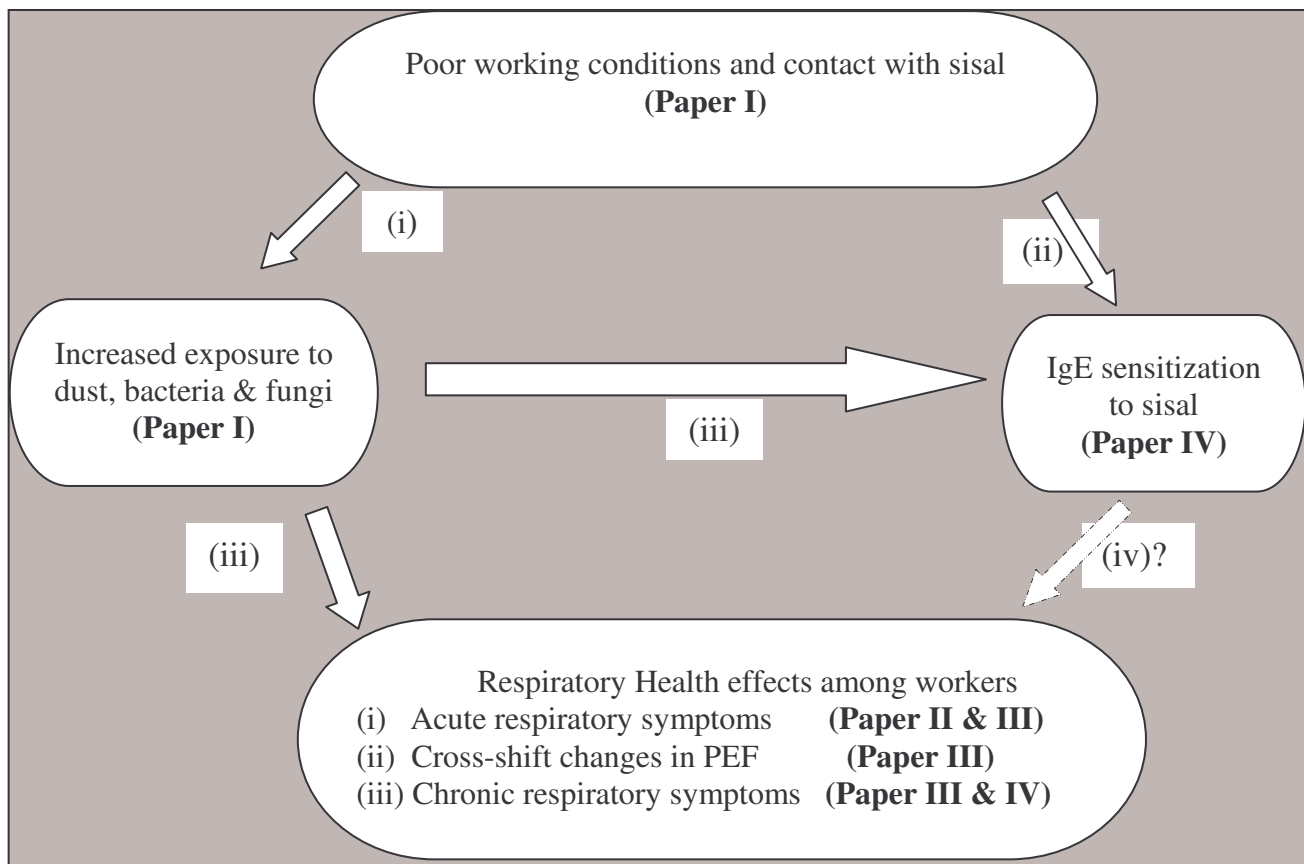 Poor working conditions and contact with sisal
(Paper I)
(i)
(ii)
Increased exposure to
dust, bacteria & fungi
(Paper I)
IgE sensitization
to sisal
(Paper IV)
(iii)
(iii)
(iv)?
Respiratory Health effects among workers
(i) Acute respiratory symptoms (Paper II & III)
(ii) Cross-shift changes in PEF (Paper III)
(iii) Chronic respiratory symptoms (Paper III & IV)